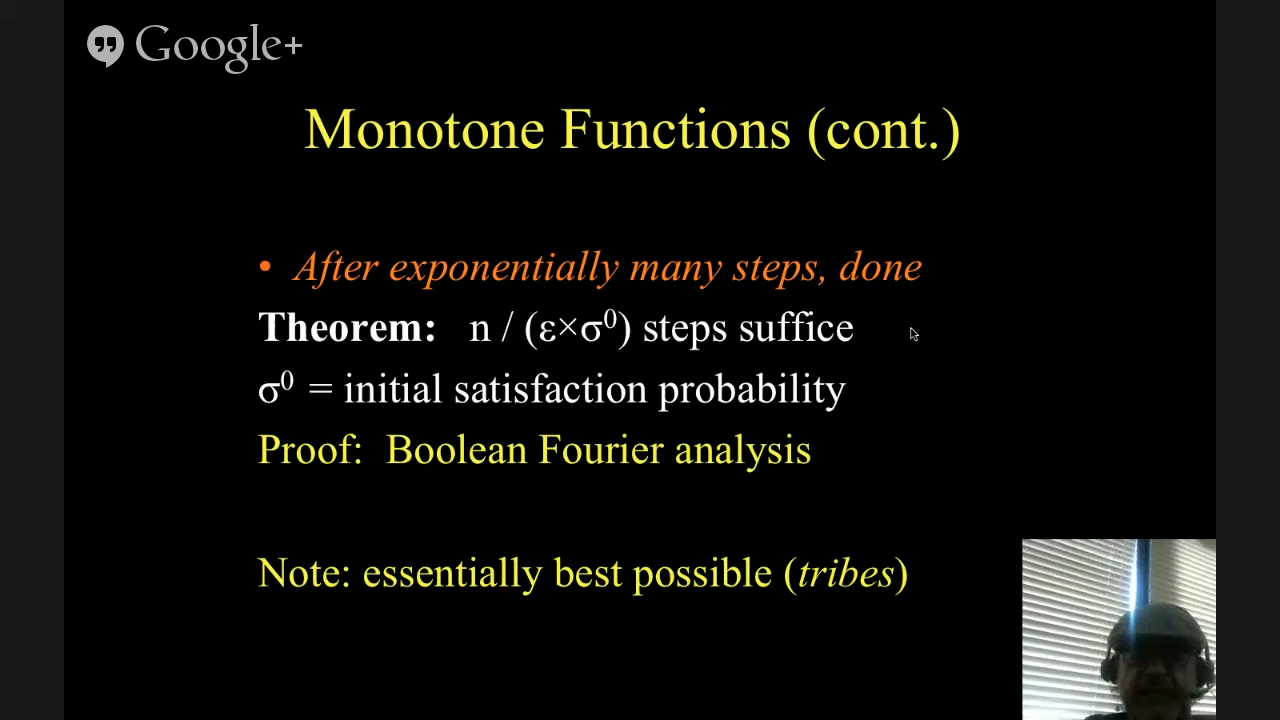 Google+
Monotone Functions (cont.)
• After exponentially many steps, done
Theorem: n / (ε×σ⁰) steps suffice
σ⁰ = initial satisfaction probability
Proof: Boolean Fourier analysis
Note: essentially best possible (tribes)